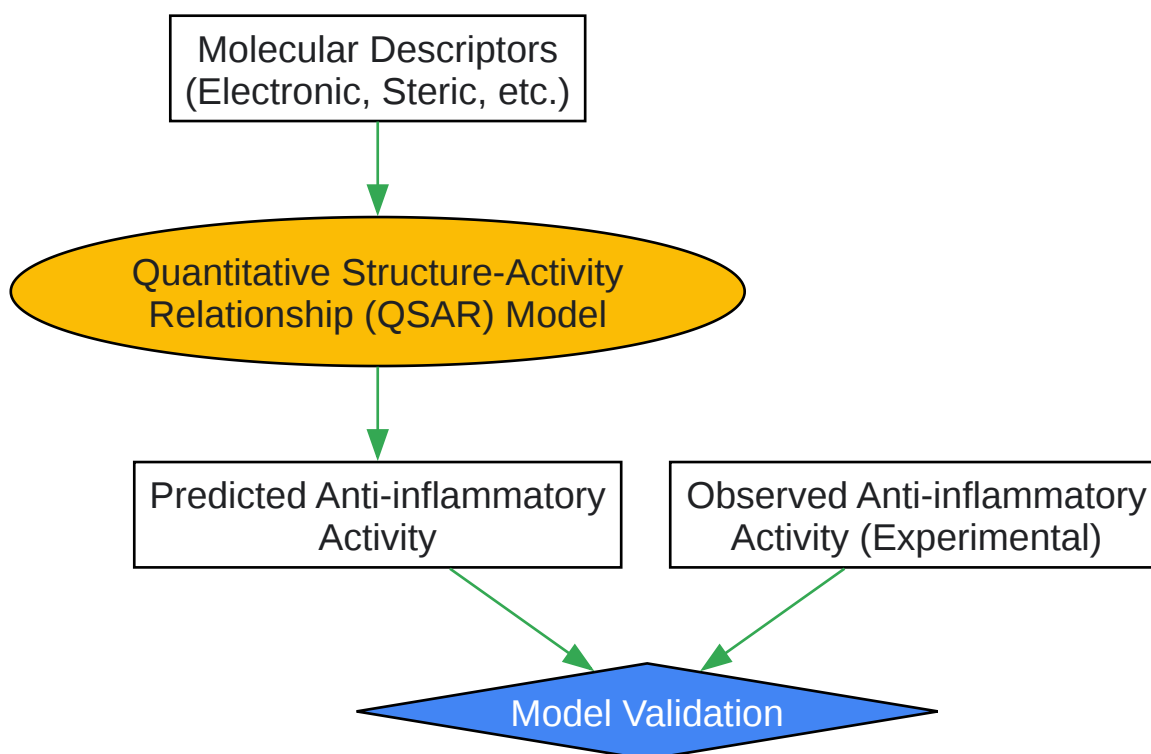 Molecular Descriptors
(Electronic, Steric, etc.)
Quantitative Structure-Activity
Relationship (QSAR) Model
Predicted Anti-inflammatory
Activity
Observed Anti-inflammatory
Activity (Experimental)
Model Validation